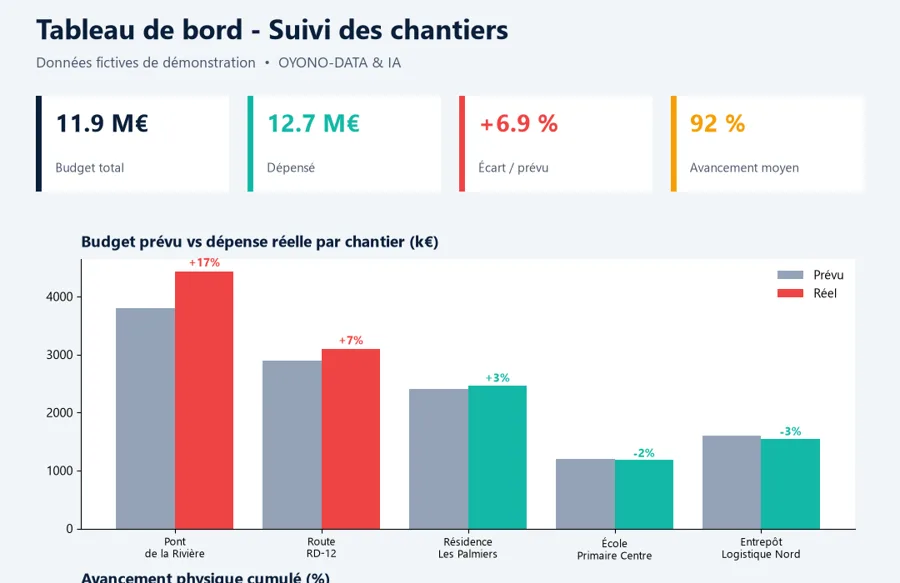 Tableau de bord - Suivi des chantiers
Données fictives de démonstration • OYONO-DATA & IA
11.9 M€
12.7 M€
+6.9 %
92 %
Budget total
Dépensé
Écart / prévu
Avancement moyen
Budget prévu vs dépense réelle par chantier (k€)
+17%
Prévu
Réel
4000
+7%
3000
+3%
2000
-3%
-2%
1000
0
Pont
de la Rivière
Route
RD-12
Résidence
Les Palmiers
École
Primaire Centre
Entrepôt
Logistique Nord
Avancement physique cumulé (%)